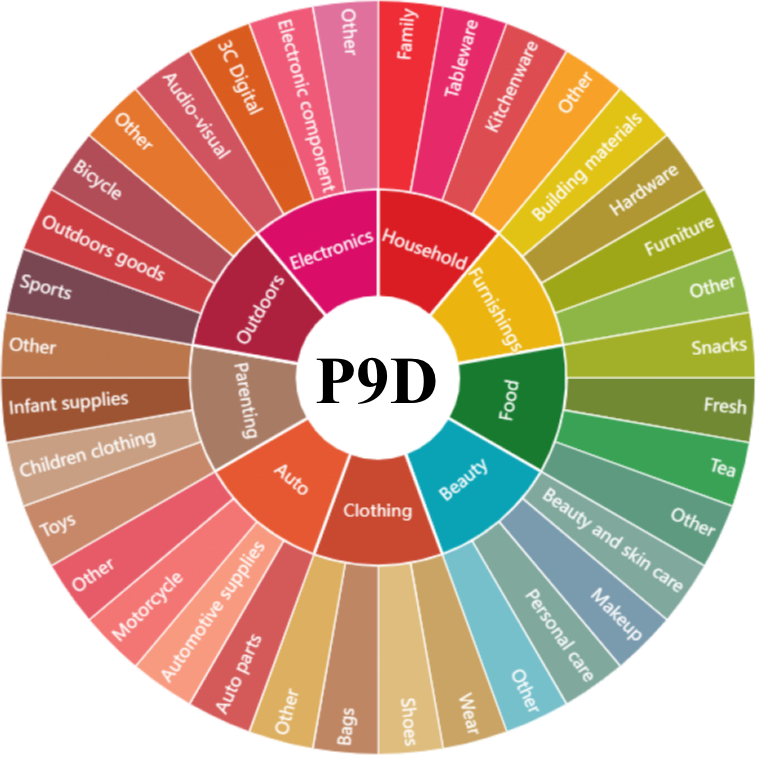 P9D
Household
Family
Tableware
Kitchenware
Other
Furnishings
Building materials
Hardware
Furniture
Other
Food
Snacks
Fresh
Tea
Other
Beauty
Beauty and skin care
Makeup
Personal care
Other
Clothing
Wear
Shoes
Bags
Other
Auto
Auto parts
Automotive supplies
Motorcycle
Other
Parenting
Toys
Children clothing
Infant supplies
Other
Outdoors
Sports
Outdoors goods
Bicycle
Other
Electronics
Audio-visual
3C Digital
Electronic component
Other